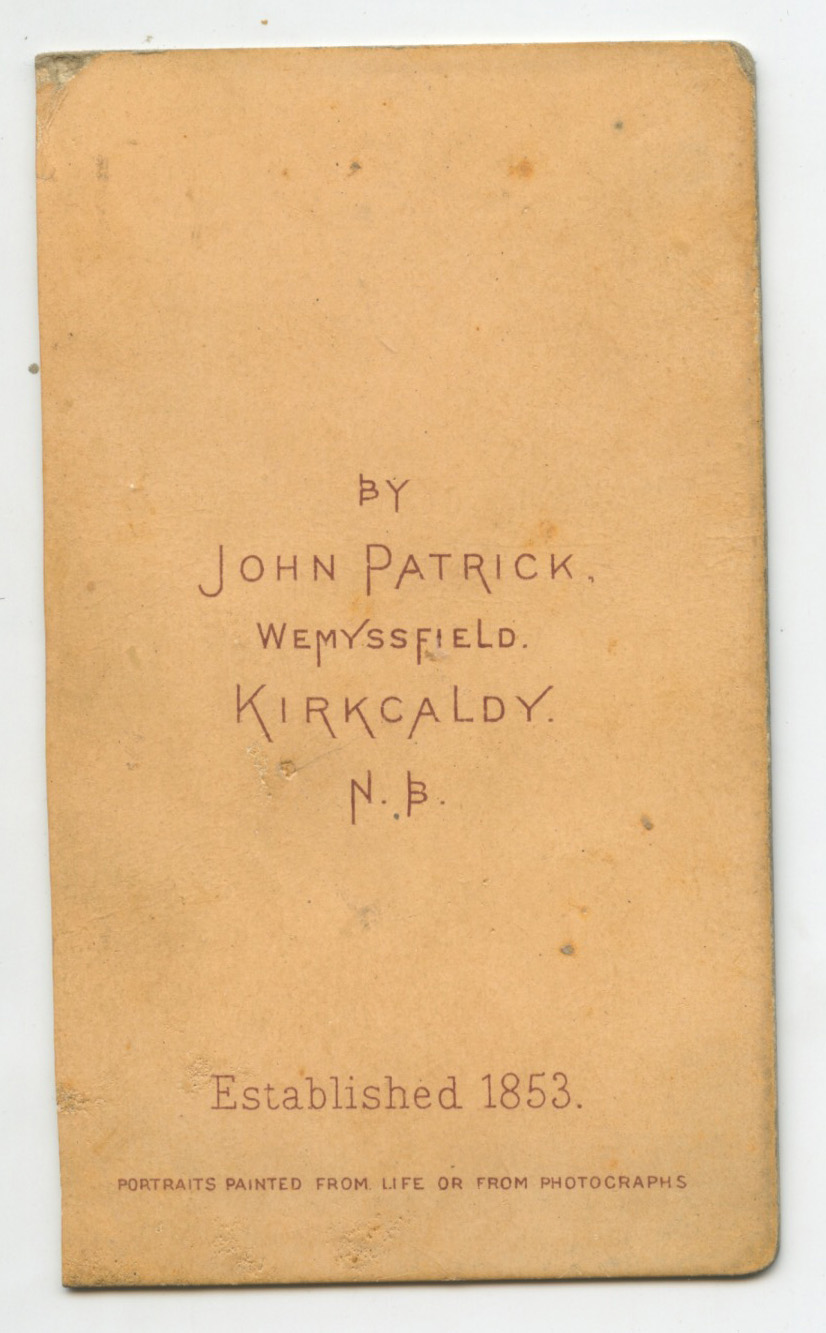 BY
JOHN PATRICK,
WEMYSSFIELD.
KIRKCALDY.
N. B.
Established 1853.
PORTRAITS PAINTED FROM LIFE OR FROM PHOTOGRAPHS